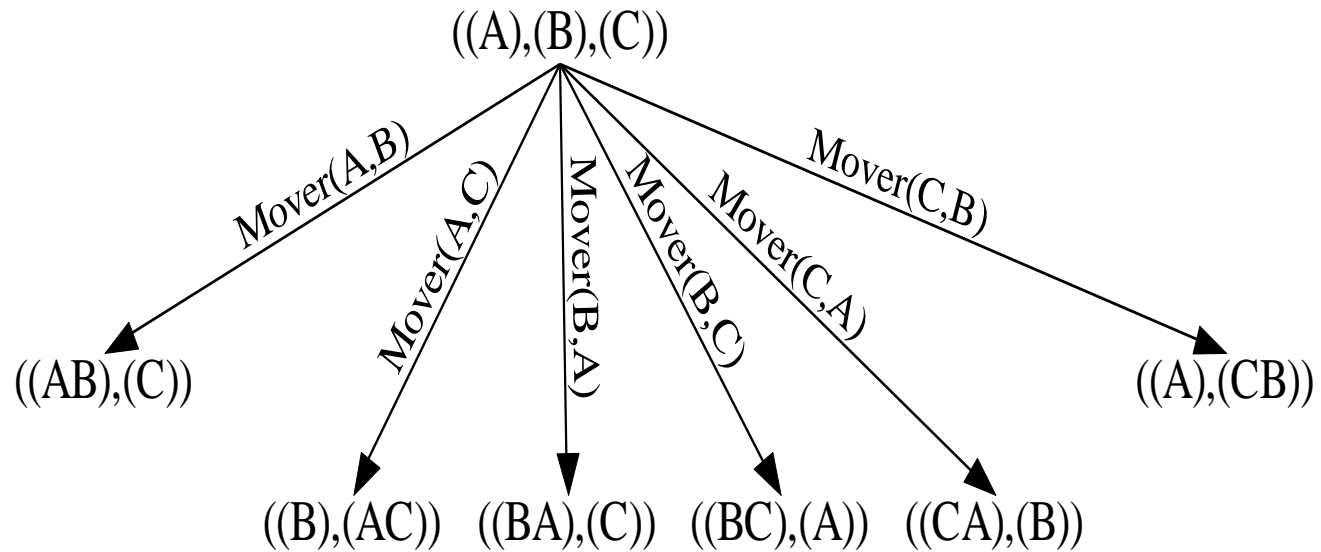 ((A),(B),(C))
Mover(A,B)
Mover(A,C)
Mover(B,A)
Mover(B,C)
Mover(C,A)
Mover(C,B)
((AB),(C))
((A),(CB))
((B),(AC))
((BA),(C))
((BC),(A))
((CA),(B))